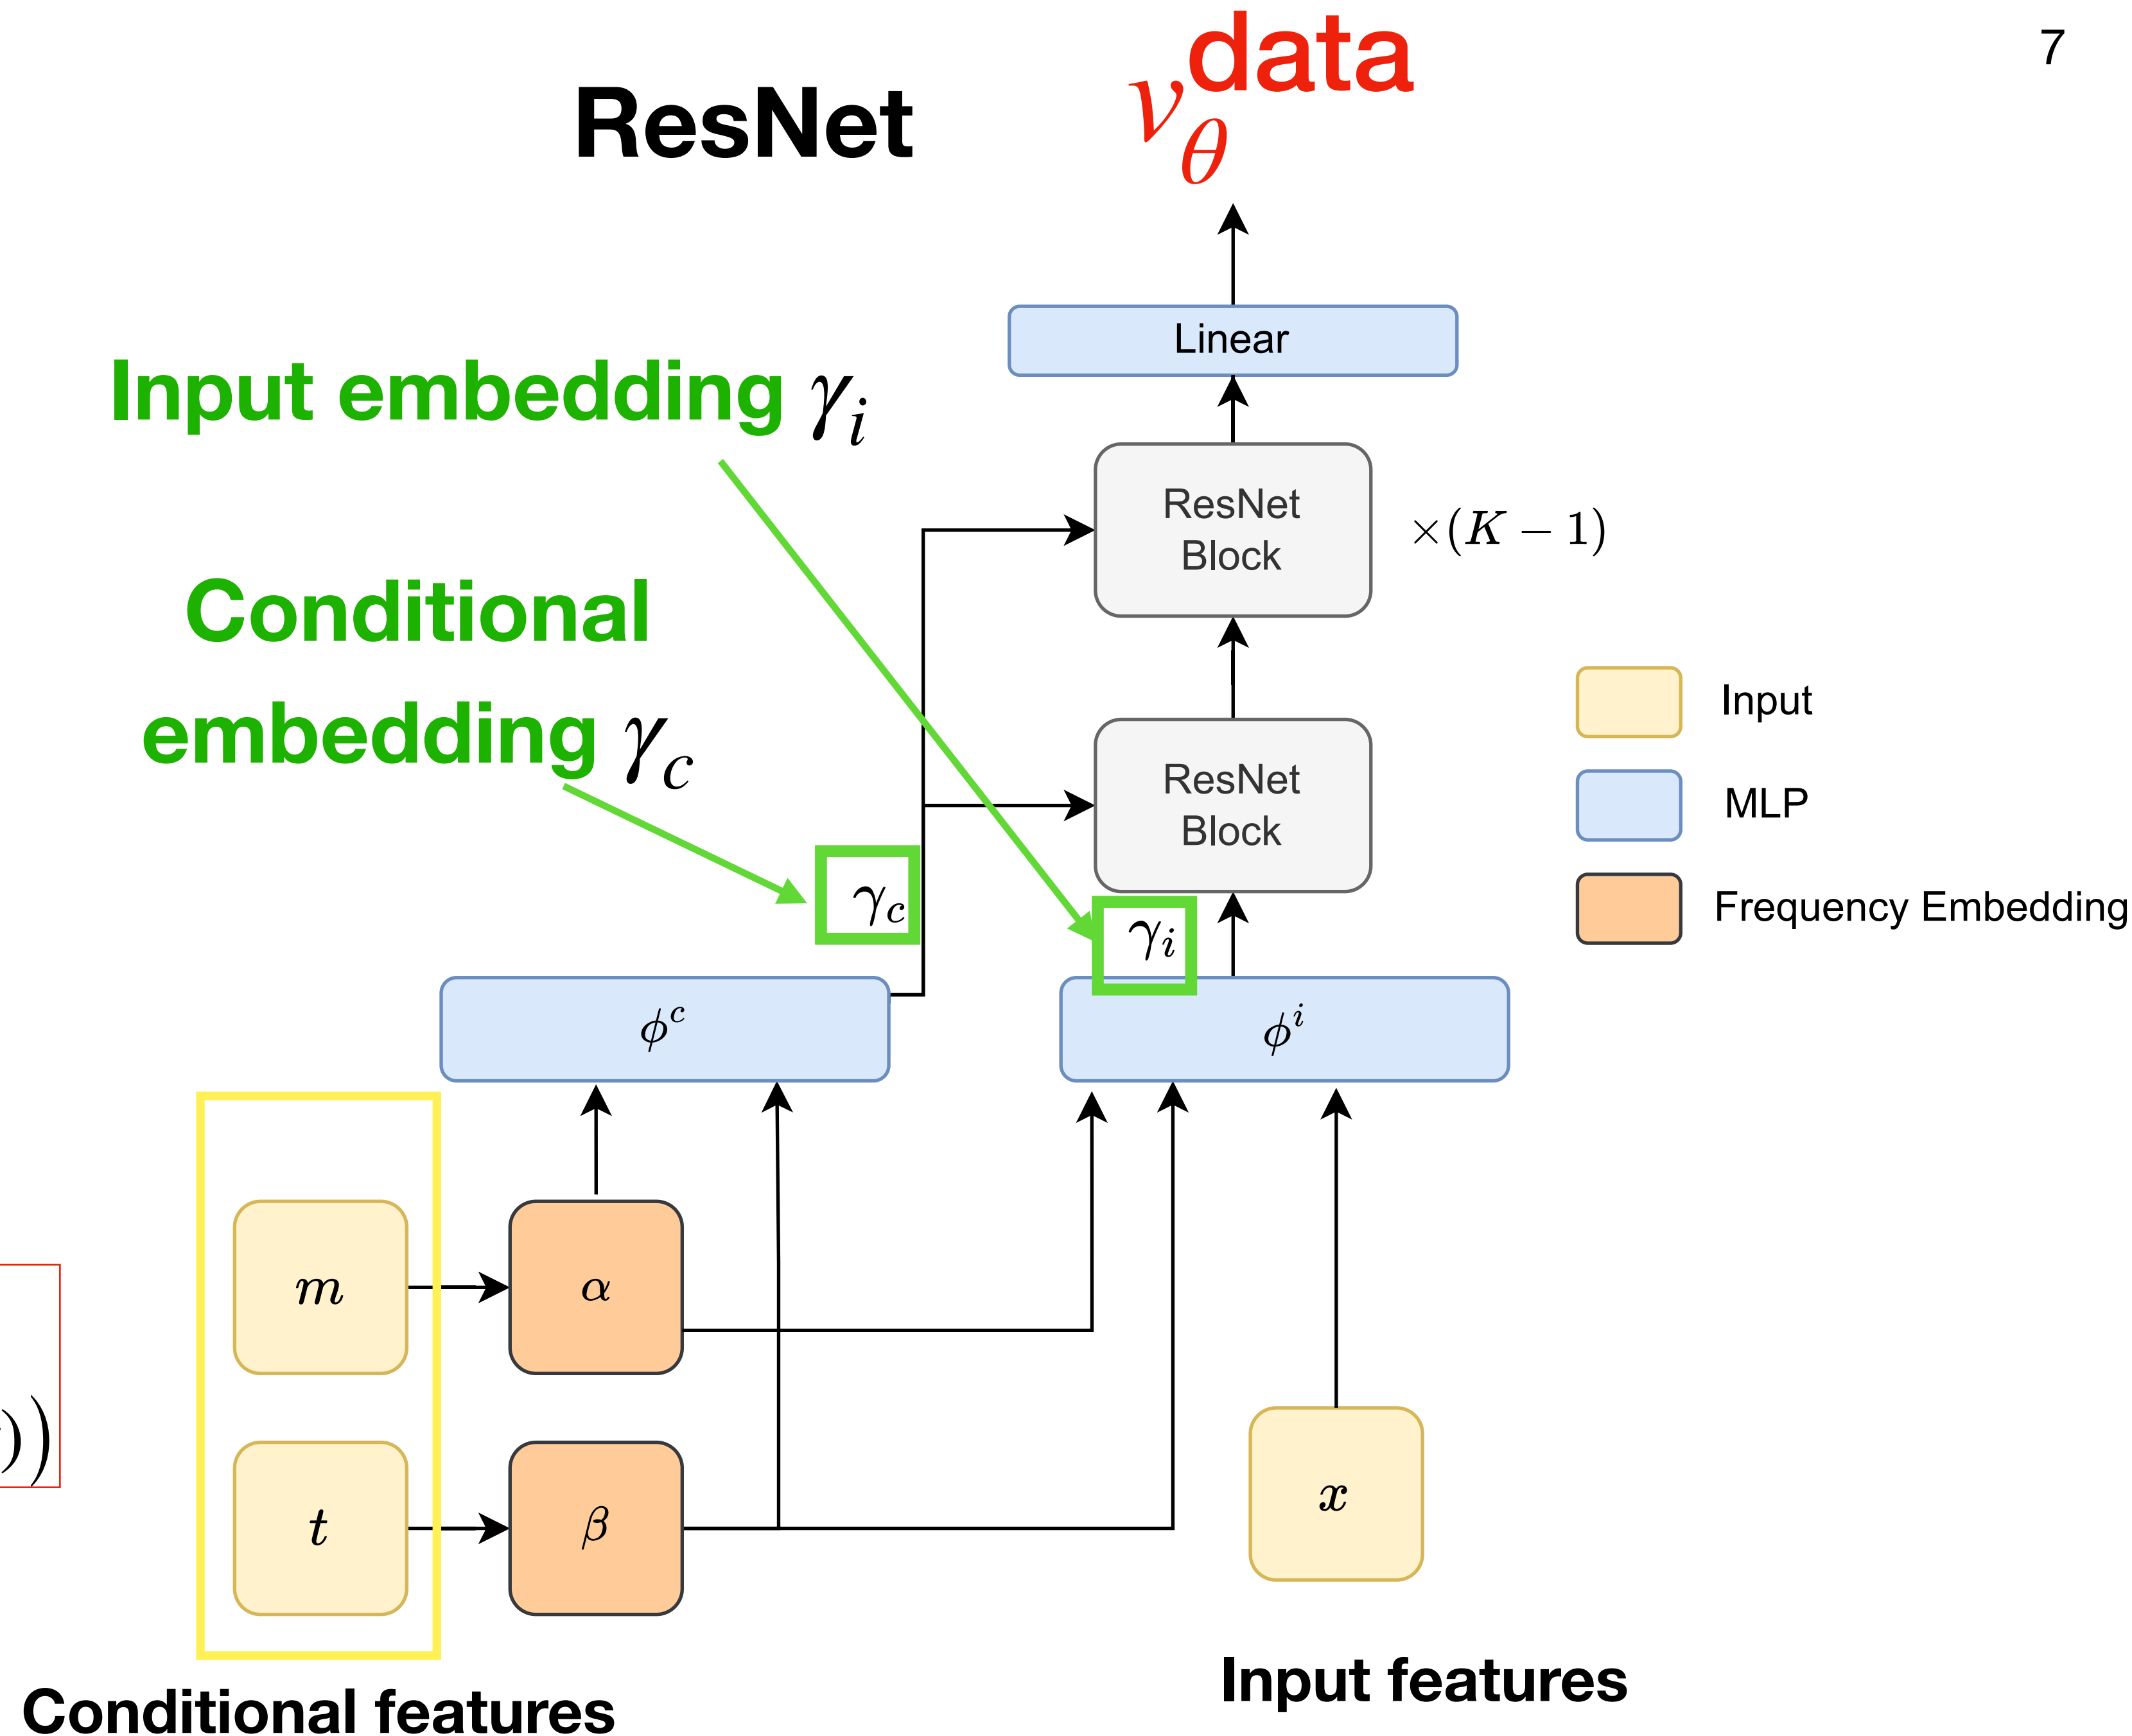 7
ResNet
v_θ^data
Linear
Input embedding γ_i
ResNet
Block
×(K − 1)
Conditional
embedding γ_c
ResNet
Block
Input
MLP
Frequency Embedding
γ_c
γ_i
ϕ^c
ϕ^i
m
α
))
t
β
x
Conditional features
Input features